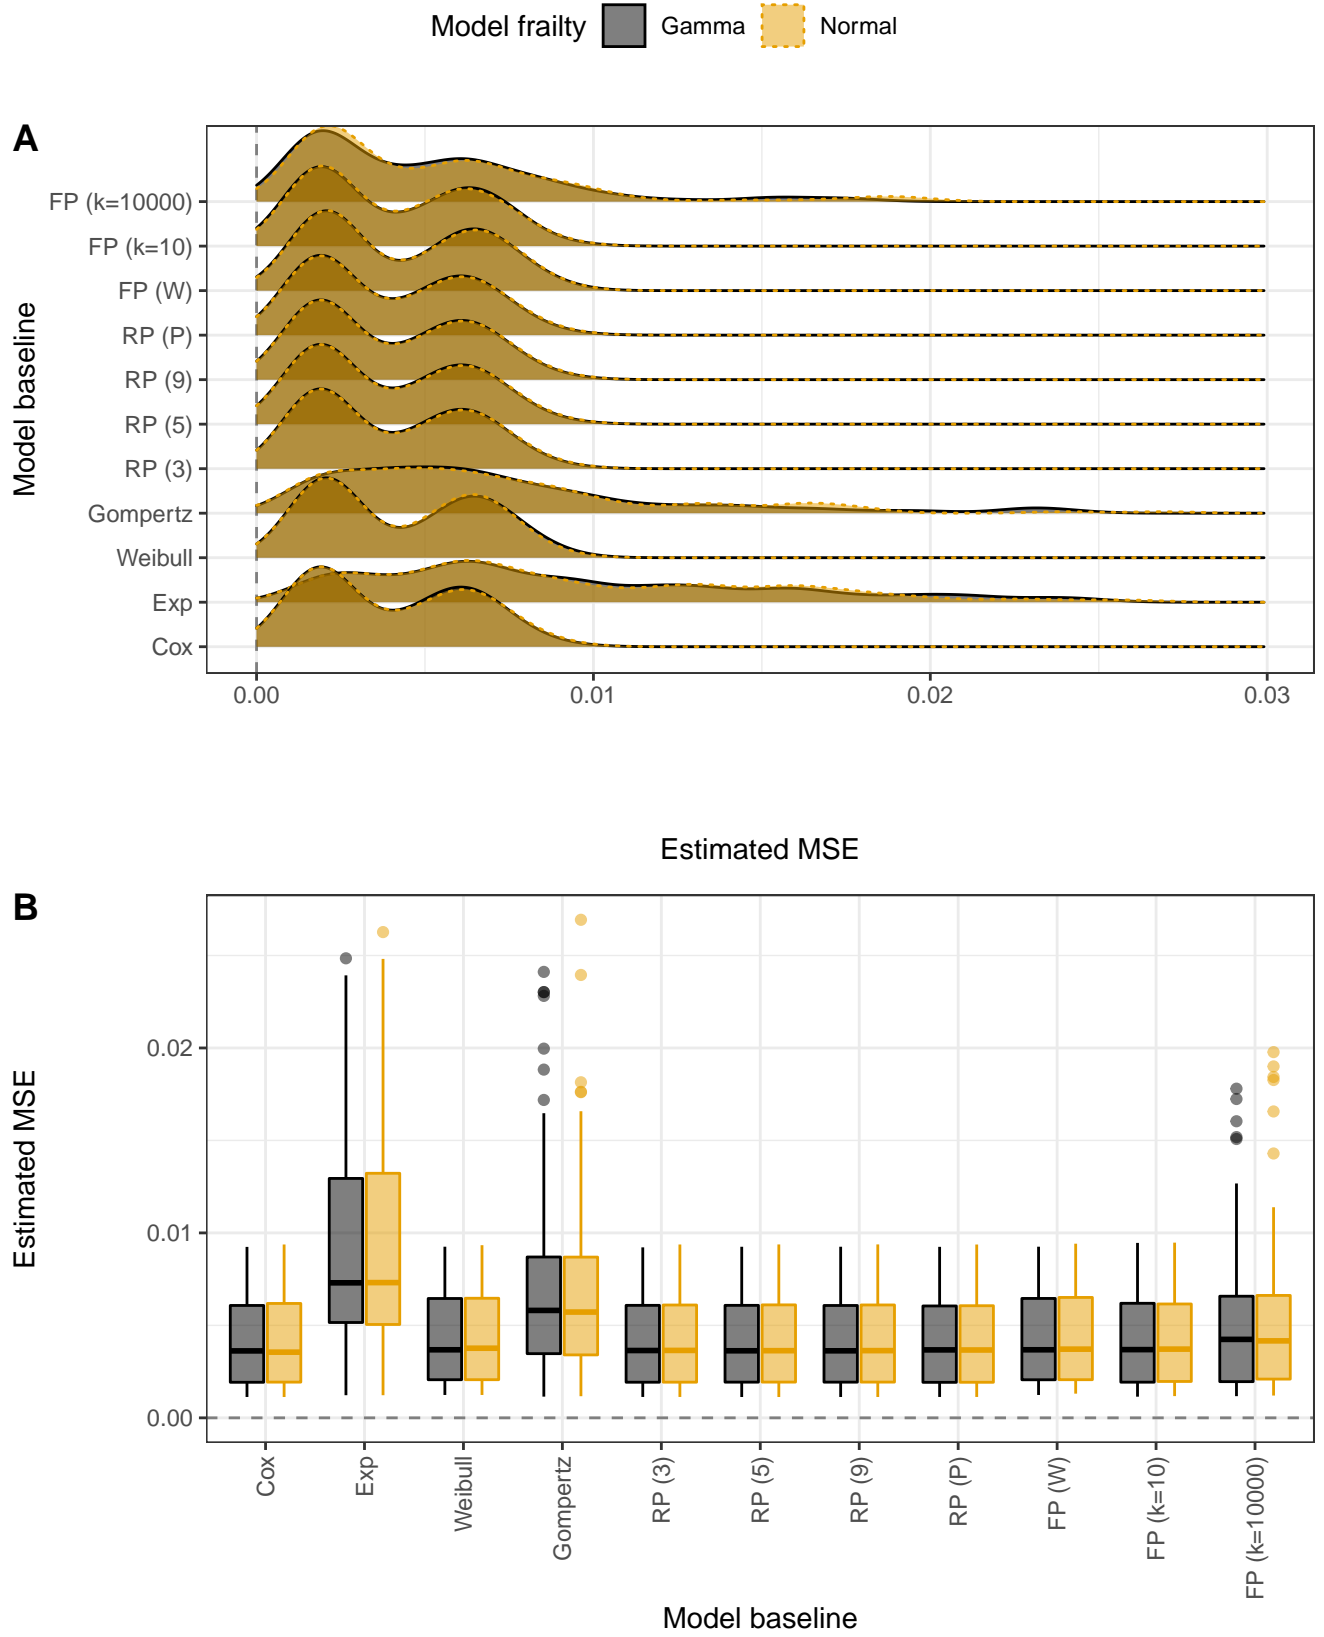 Model frailty Gamma Normal
A
Model baseline
FP (k=10000)
FP (k=10)
FP (W)
RP (P)
RP (9)
RP (5)
RP (3)
Gompertz
Weibull
Exp
Cox
0.00 0.01 0.02 0.03
Estimated MSE
B
Estimated MSE
0.02
0.01
0.00
Cox Exp Weibull Gompertz RP (3) RP (5) RP (9) RP (P) FP (W) FP (k=10) FP (k=10000)
Model baseline